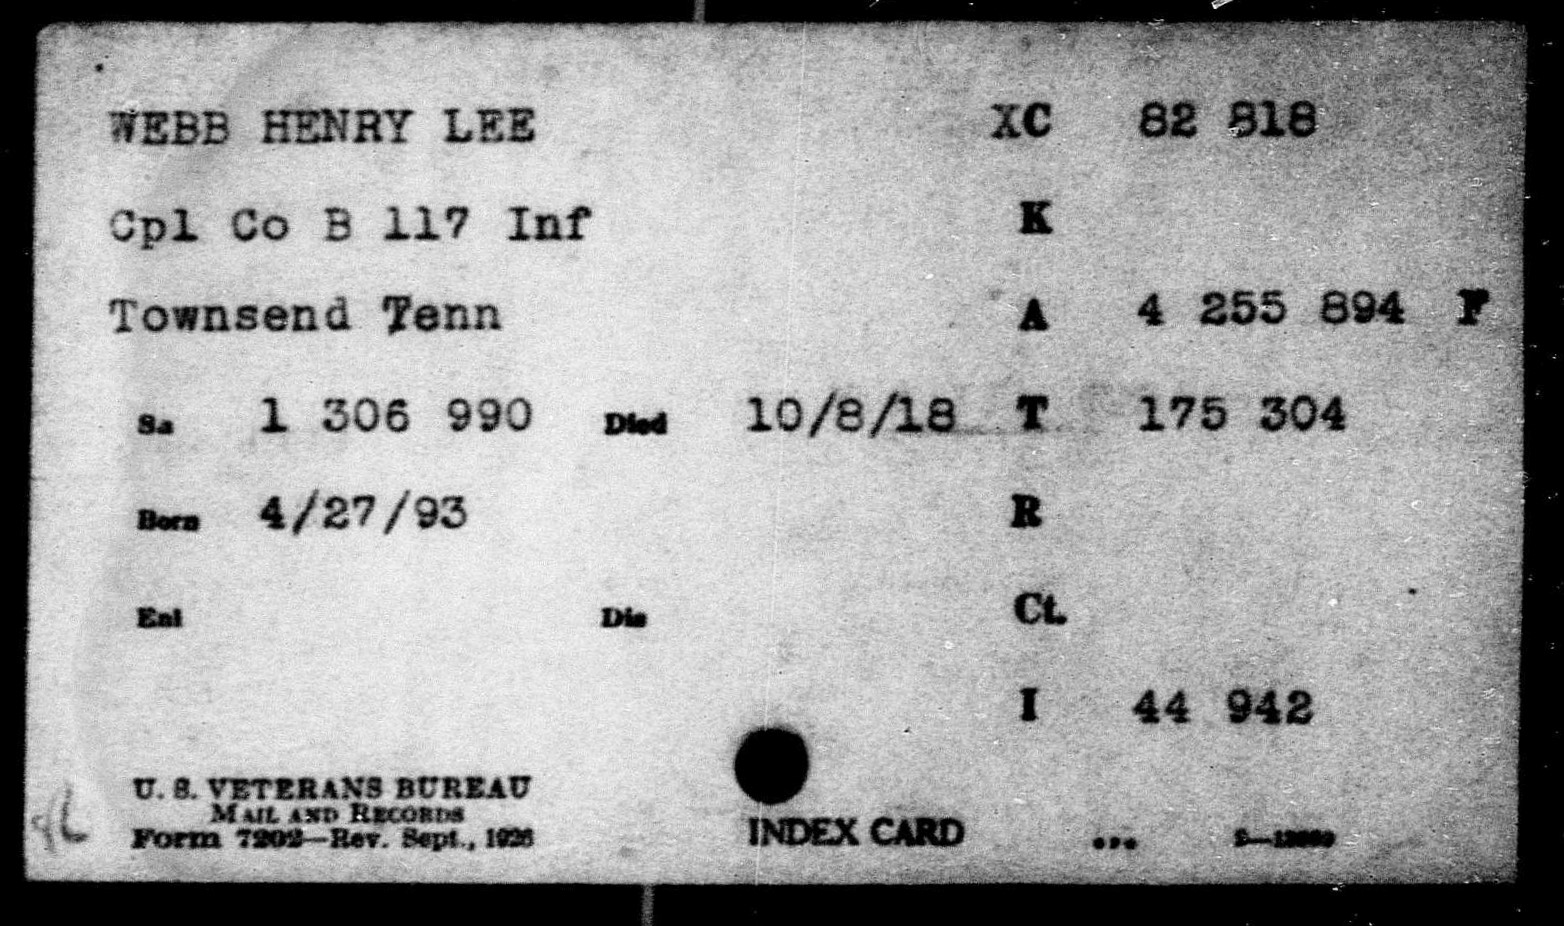 WEBB HENRY LEE XC 82 818
Cpl Co B 117 Inf K
Townsend Tenn A 4 255 894 F
Sa 1 306 990 Died 10/8/18 T 175 304
Born 4/27/93 R
Enl Dis Ct.
I 44 942
U. S. VETERANS BUREAU
MAIL AND RECORDS
Form 7202—Rev. Sept., 1926
INDEX CARD